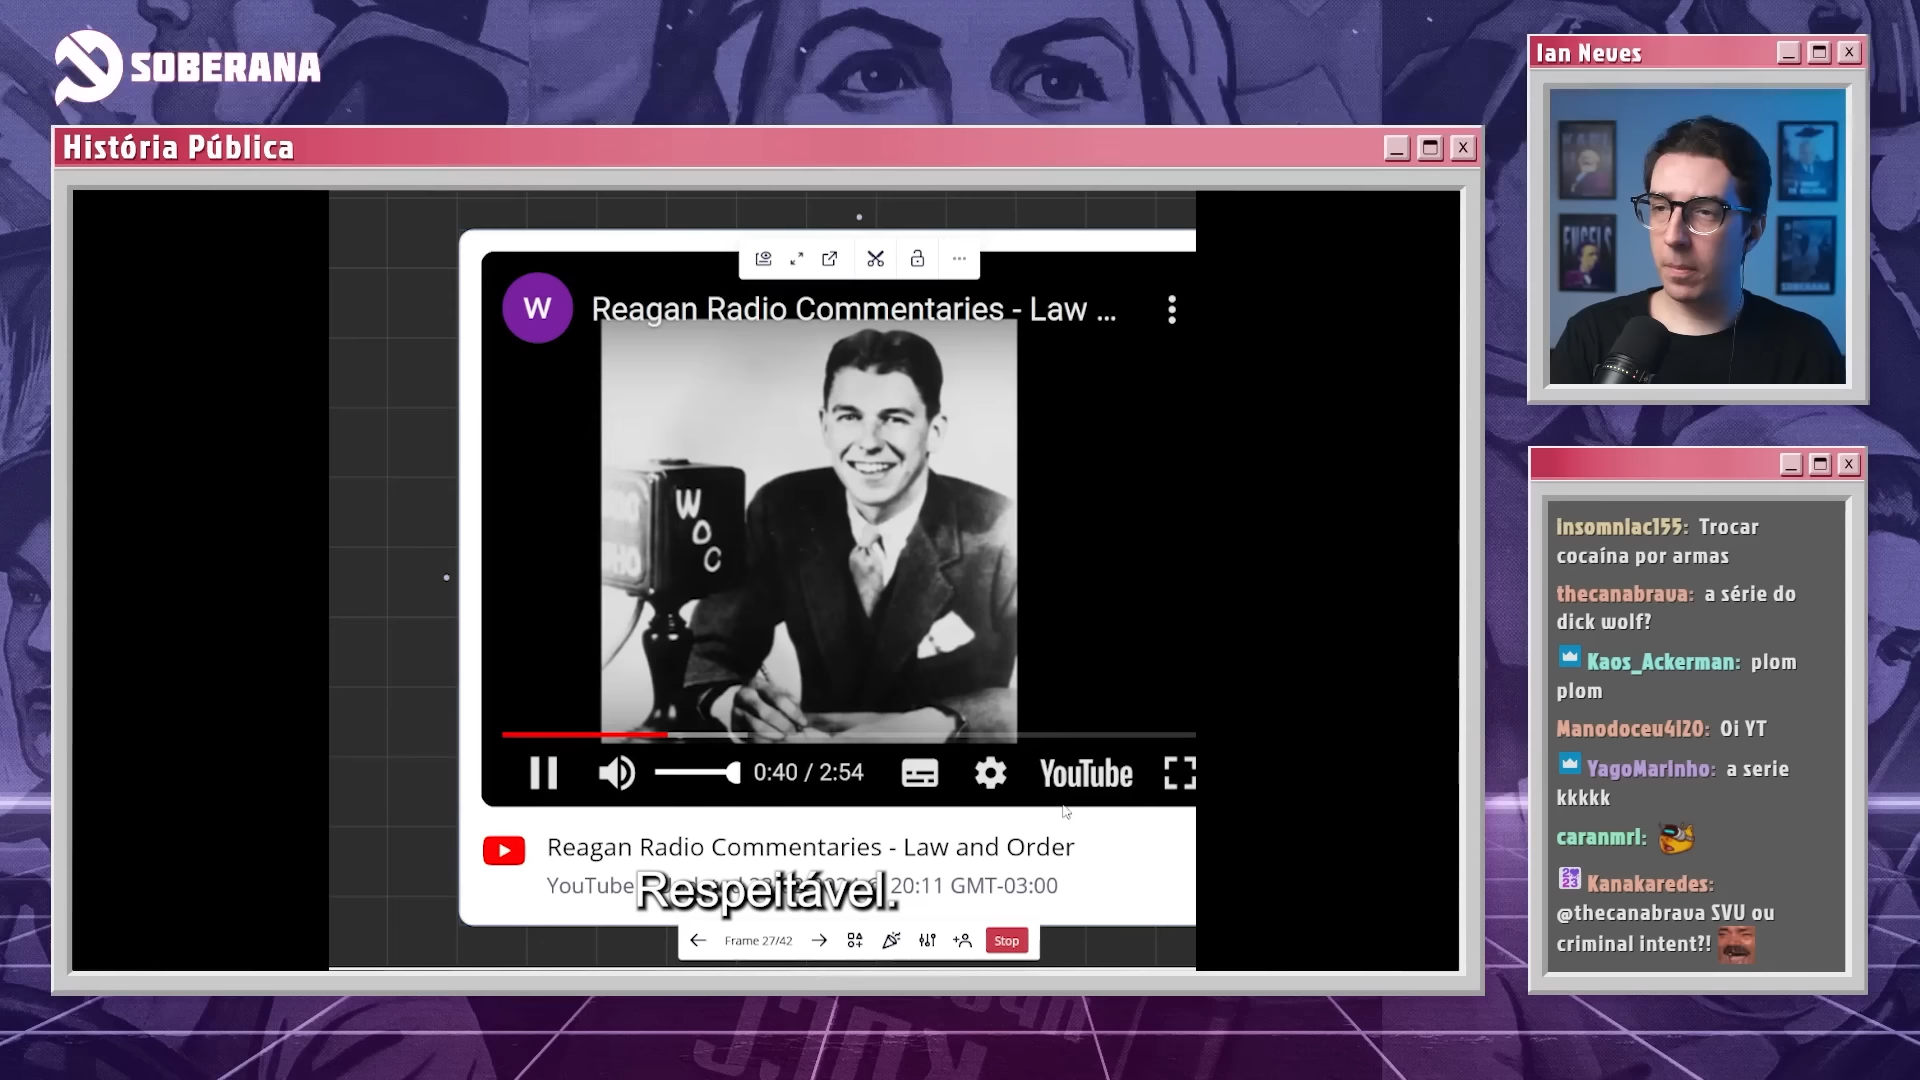 SOBERANA
História Pública
W
Reagan Radio Commentaries - Law ...
W
O
C
0:40 / 2:54
YouTube
Reagan Radio Commentaries - Law and Order
YouTube
20:11 GMT-03:00
Respeitável.
Frame 27/42
Stop
Ian Neves
ENGELS
SOBERANA
Insomniac155: Trocar
cocaína por armas
thecanabrava: a série do
dick wolf?
Kaos_Ackerman: plom
plom
Manodoceu4120: Oi YT
YagoMarinho: a serie
kkkkk
caranmrl:
Kanakaredes:
@thecanabrava SVU ou
criminal intent?!